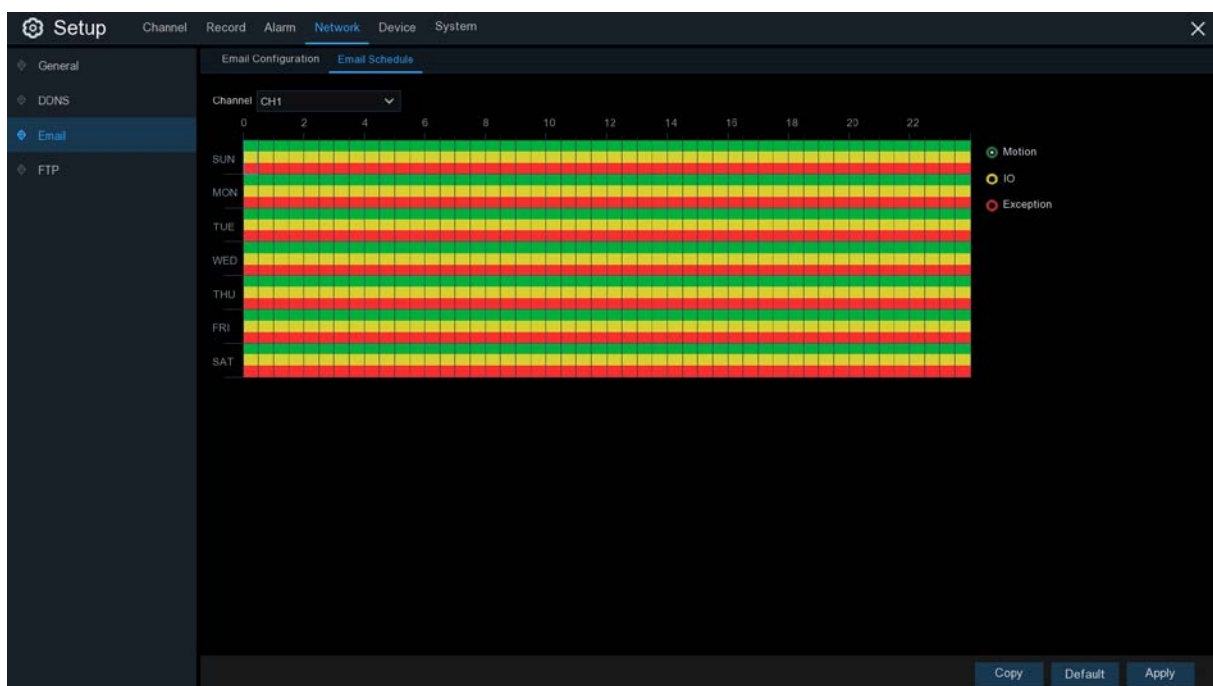 Setup Channel Record Alarm Network Device System
General
DDNS
Email
FTP
Email Configuration Email Schedule
Channel CH1
0 2 4 6 8 10 12 14 16 18 20 22
SUN
MON
TUE
WED
THU
FRI
SAT
Motion
IO
Exception
Copy Default Apply